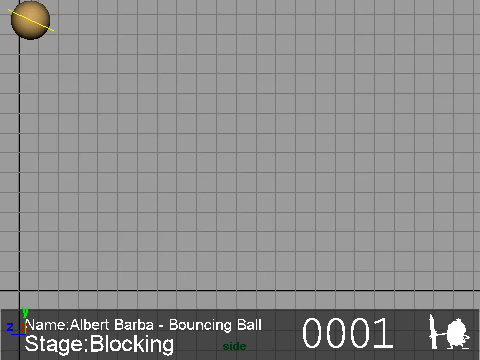 y
z
Name:Albert Barba - Bouncing Ball
Stage:Blocking
side
0001